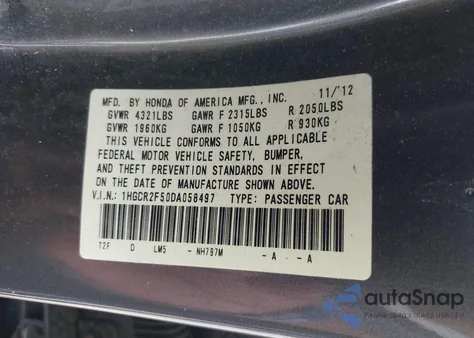 MFD. BY HONDA OF AMERICA MFG., INC. 11/'12
GVWR 4321LBS GAWR F 2315LBS R 2050LBS
GVWR 1960KG GAWR F 1050KG R 930KG
THIS VEHICLE CONFORMS TO ALL APPLICABLE
FEDERAL MOTOR VEHICLE SAFETY, BUMPER,
AND THEFT PREVENTION STANDARDS IN EFFECT
ON THE DATE OF MANUFACTURE SHOWN ABOVE.
V.I.N.: 1HGCR2F50DA058497 TYPE: PASSENGER CAR
T2F D LM5 - NH797M -A -A
autoSnap